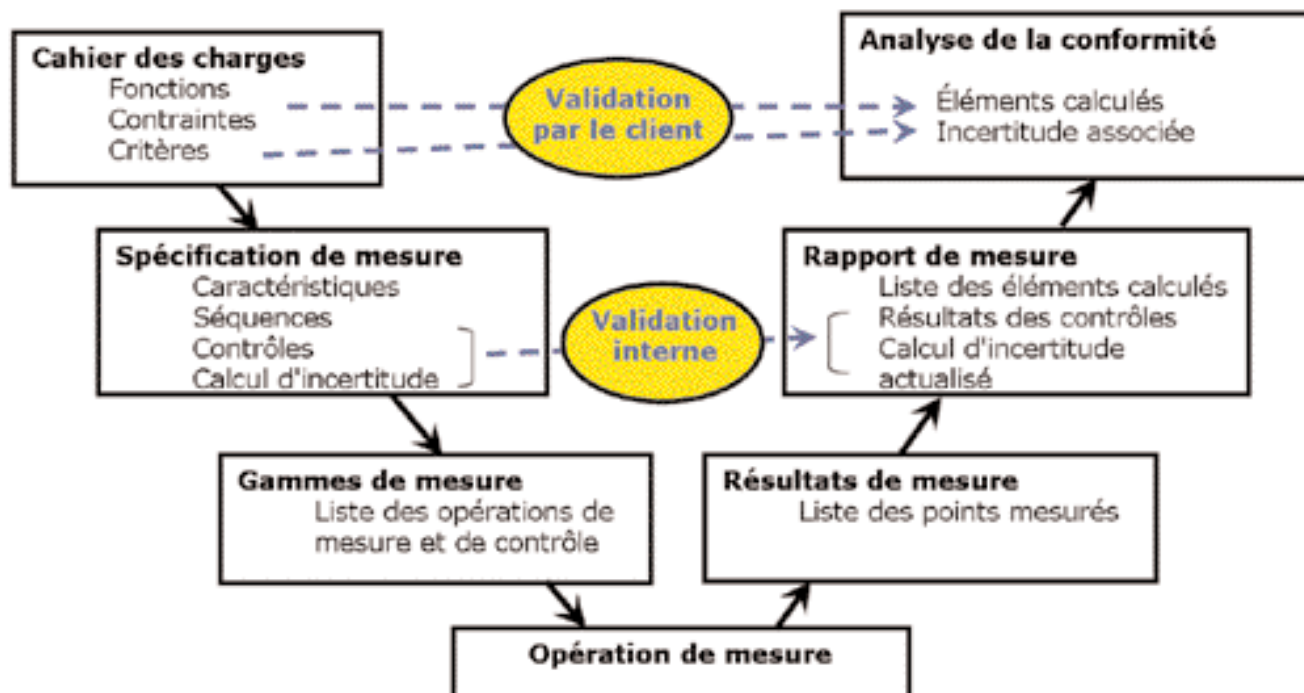 Cahier des charges
Fonctions
Contraintes
Critères
Validation
par le client
Analyse de la conformité
Éléments calculés
Incertitude associée
Spécification de mesure
Caractéristiques
Séquences
Contrôles
Calcul d'incertitude
Validation
interne
Rapport de mesure
Liste des éléments calculés
Résultats des contrôles
Calcul d'incertitude
actualisé
Gammes de mesure
Liste des opérations de
mesure et de contrôle
Résultats de mesure
Liste des points mesurés
Opération de mesure